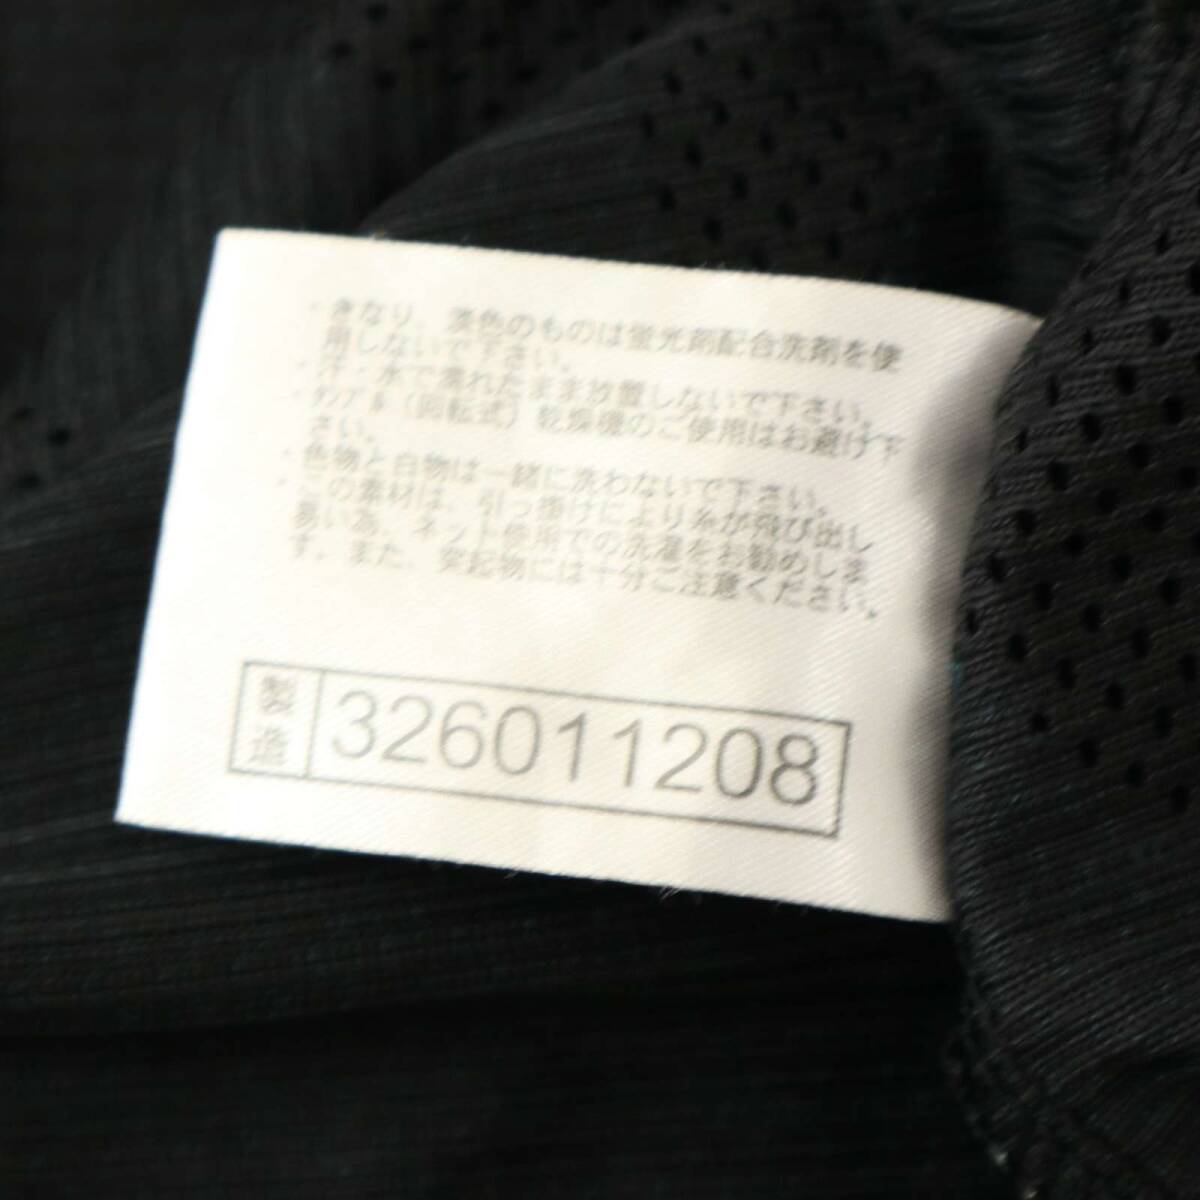 ・きなり、淡色のものは蛍光剤配合洗剤を使
用しないで下さい。
・汗・水で濡れたまま放置しないで下さい。
・ﾀﾝﾌﾞﾙ（回転式）乾燥機のご使用はお避け下
さい。
・色物と白物は一緒に洗わないで下さい。
・この素材は、引っ掛けにより糸が飛び出し
易い為、ネット使用での洗濯をお勧めしま
す。また、突起物には十分ご注意ください。
製造 326011208